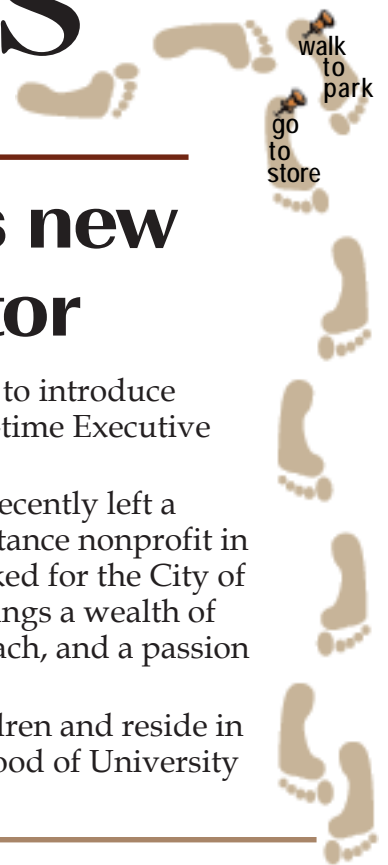 S
walk
to
park
go
to
store
s new
tor
to introduce
time Executive
ecently left a
tance nonprofit in
ked for the City of
ngs a wealth of
ach, and a passion
dren and reside in
ood of University